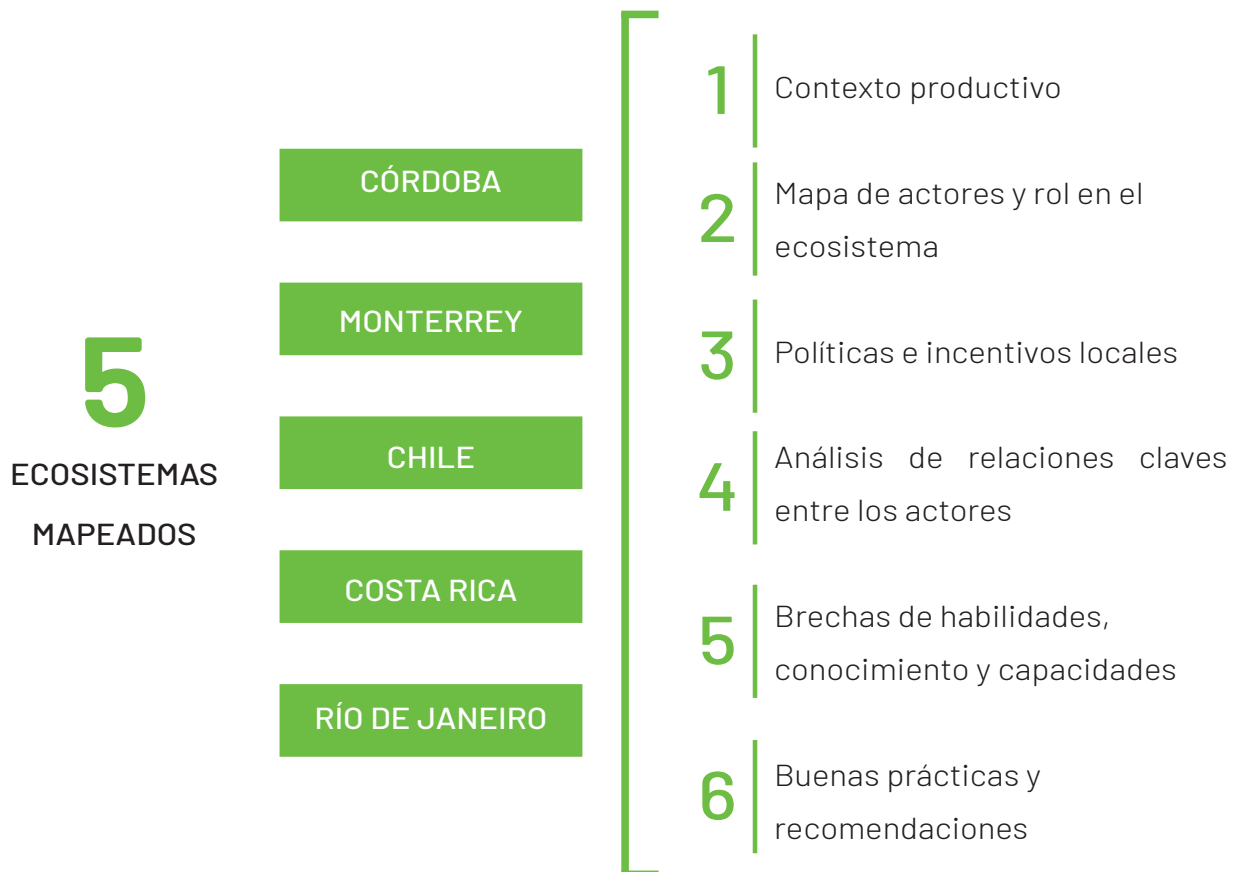 5
ECOSISTEMAS
MAPEADOS
CÓRDOBA
MONTERREY
CHILE
COSTA RICA
RÍO DE JANEIRO
1
Contexto productivo
2
Mapa de actores y rol en el
ecosistema
3
Políticas e incentivos locales
4
Análisis de relaciones claves
entre los actores
5
Brechas de habilidades,
conocimiento y capacidades
6
Buenas prácticas y
recomendaciones